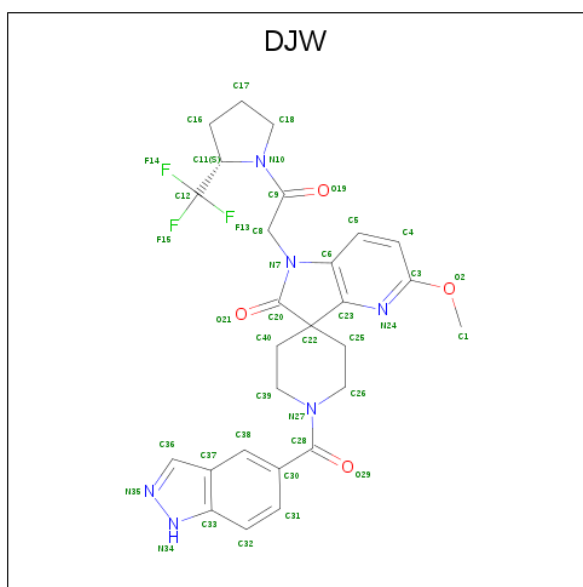 DJW
C17
C16
C18
C11(S)
N10
F14
F
C12
N
C9
O
O19
F
F
F13
F15
C8
C5
C4
N7
N
C6
C3
O2
O
O21
O
C20
C23
N
N24
C22
C1
C40
C25
C39
C26
N
N27
C36
C38
C28
C37
C30
O
O29
N35
N
C31
C33
N
H
N34
C32